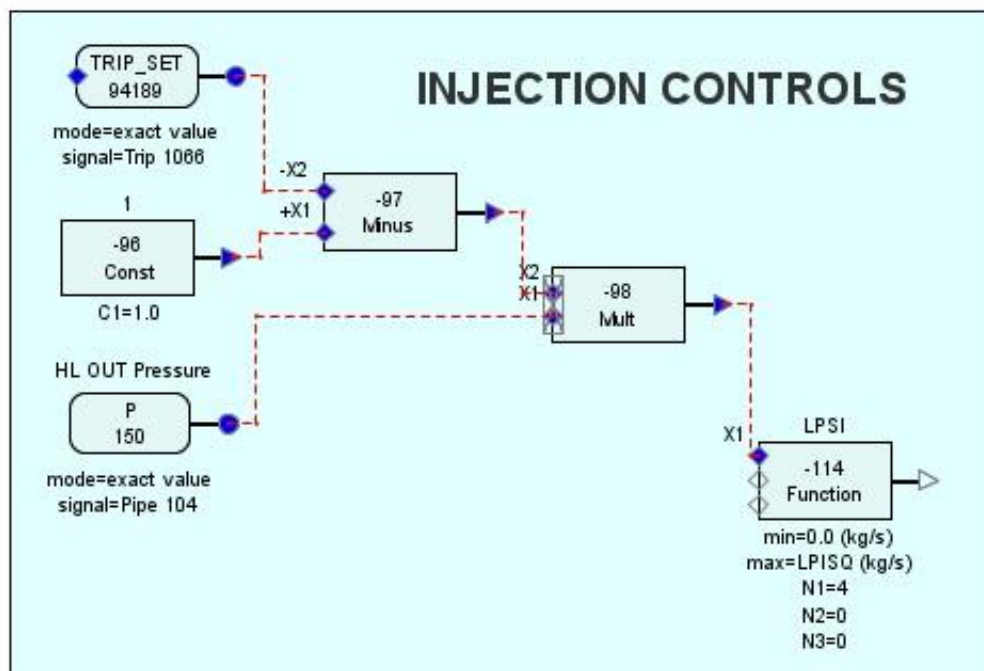 INJECTION CONTROLS
TRIP_SET
94189
mode=exact value
signal=Trip 1066
-X2
+X1
-97
Minus
1
-96
Const
C1=1.0
X2
X1
-98
Mult
HL OUT Pressure
P
150
mode=exact value
signal=Pipe 104
X1
LPSI
-114
Function
min=0.0 (kg/s)
max=LPISQ (kg/s)
N1=4
N2=0
N3=0